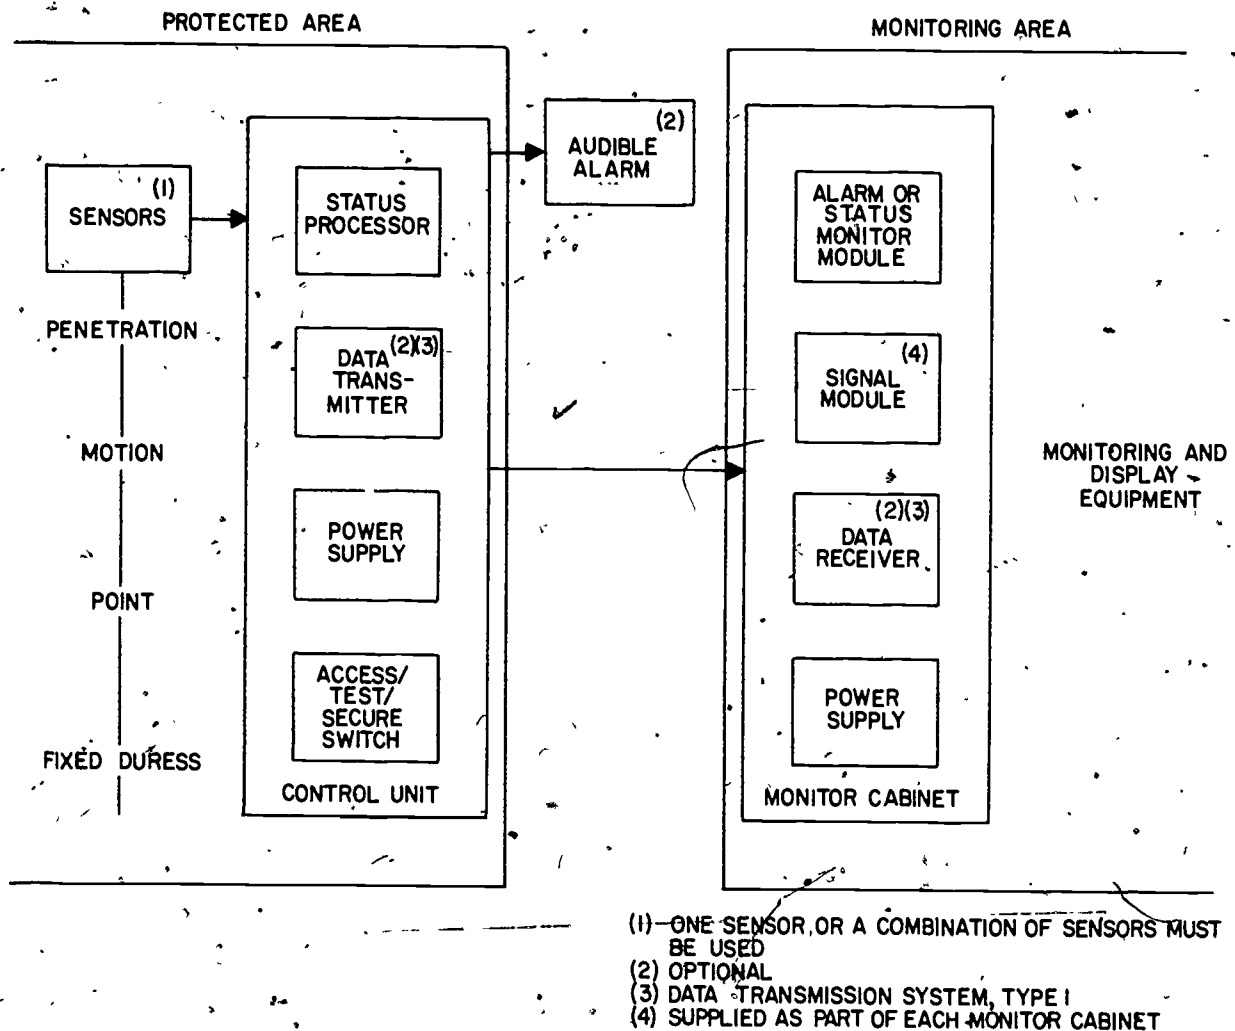 PROTECTED AREA
MONITORING AREA
(1)
SENSORS
PENETRATION
MOTION
POINT
FIXED DURESS
STATUS
PROCESSOR
(2)(3)
DATA
TRANS-
MITTER
POWER
SUPPLY
ACCESS/
TEST/
SECURE
SWITCH
CONTROL UNIT
(2)
AUDIBLE
ALARM
ALARM OR
STATUS
MONITOR
MODULE
(4)
SIGNAL
MODULE
(2)(3)
DATA
RECEIVER
POWER
SUPPLY
MONITOR CABINET
MONITORING AND
DISPLAY
EQUIPMENT
(1) ONE SENSOR, OR A COMBINATION OF SENSORS MUST
BE USED
(2) OPTIONAL
(3) DATA TRANSMISSION SYSTEM, TYPE I
(4) SUPPLIED AS PART OF EACH MONITOR CABINET